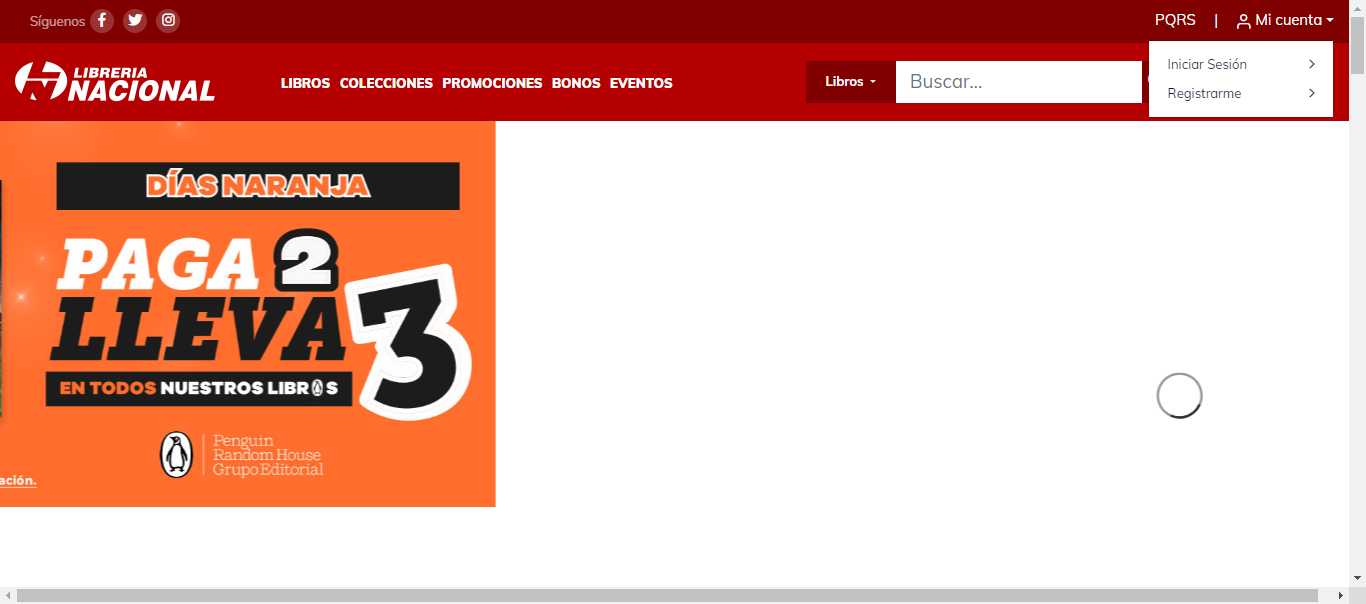 Síguenos
PQRS | Mi cuenta
Iniciar Sesión
Registrarme
LIBRERIA
NACIONAL
LIBROS COLECCIONES PROMOCIONES BONOS EVENTOS
Libros
Buscar...
DÍAS NARANJA
PAGA 2
LLEVA 3
EN TODOS NUESTROS LIBROS
Penguin
Random House
Grupo Editorial
ación.